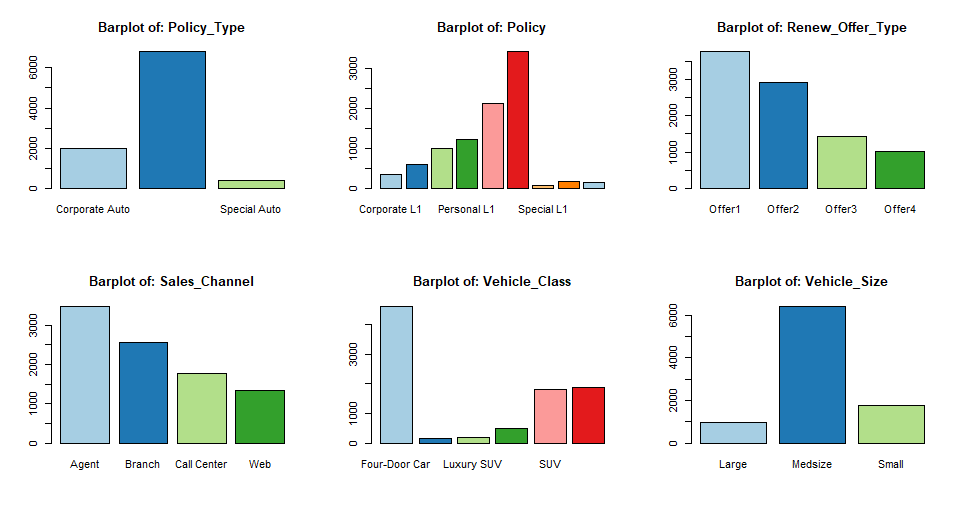 Barplot of: Policy_Type
0 2000 4000 6000
Corporate Auto Special Auto
Barplot of: Policy
0 1000 2000 3000
Corporate L1 Personal L1 Special L1
Barplot of: Renew_Offer_Type
0 1000 2000 3000
Offer1 Offer2 Offer3 Offer4
Barplot of: Sales_Channel
0 1000 2000 3000
Agent Branch Call Center Web
Barplot of: Vehicle_Class
0 1000 3000
Four-Door Car Luxury SUV SUV
Barplot of: Vehicle_Size
0 2000 4000 6000
Large Medsize Small